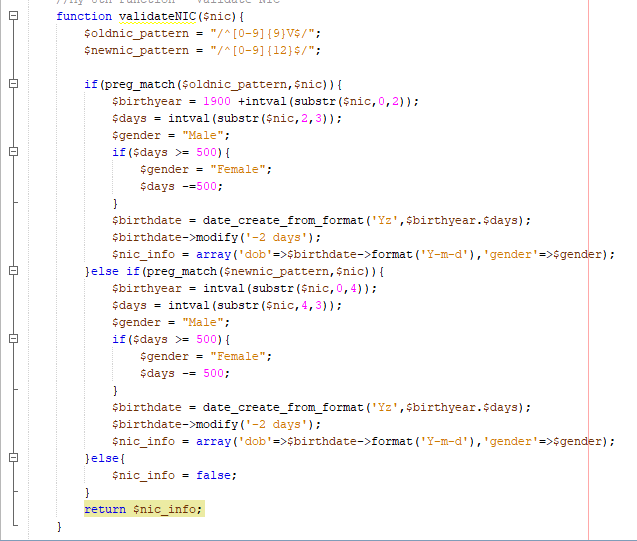 //My 6th Function - Validate NIC
function validateNIC($nic){
$oldnic_pattern = "/^[0-9]{9}V$/";
$newnic_pattern = "/^[0-9]{12}$/";
if(preg_match($oldnic_pattern,$nic)){
$birthyear = 1900 +intval(substr($nic,0,2));
$days = intval(substr($nic,2,3));
$gender = "Male";
if($days >= 500){
$gender = "Female";
$days -=500;
}
$birthdate = date_create_from_format('Yz',$birthyear.$days);
$birthdate->modify('-2 days');
$nic_info = array('dob'=>$birthdate->format('Y-m-d'),'gender'=>$gender);
}else if(preg_match($newnic_pattern,$nic)){
$birthyear = intval(substr($nic,0,4));
$days = intval(substr($nic,4,3));
$gender = "Male";
if($days >= 500){
$gender = "Female";
$days -= 500;
}
$birthdate = date_create_from_format('Yz',$birthyear.$days);
$birthdate->modify('-2 days');
$nic_info = array('dob'=>$birthdate->format('Y-m-d'),'gender'=>$gender);
}else{
$nic_info = false;
}
return $nic_info;
}